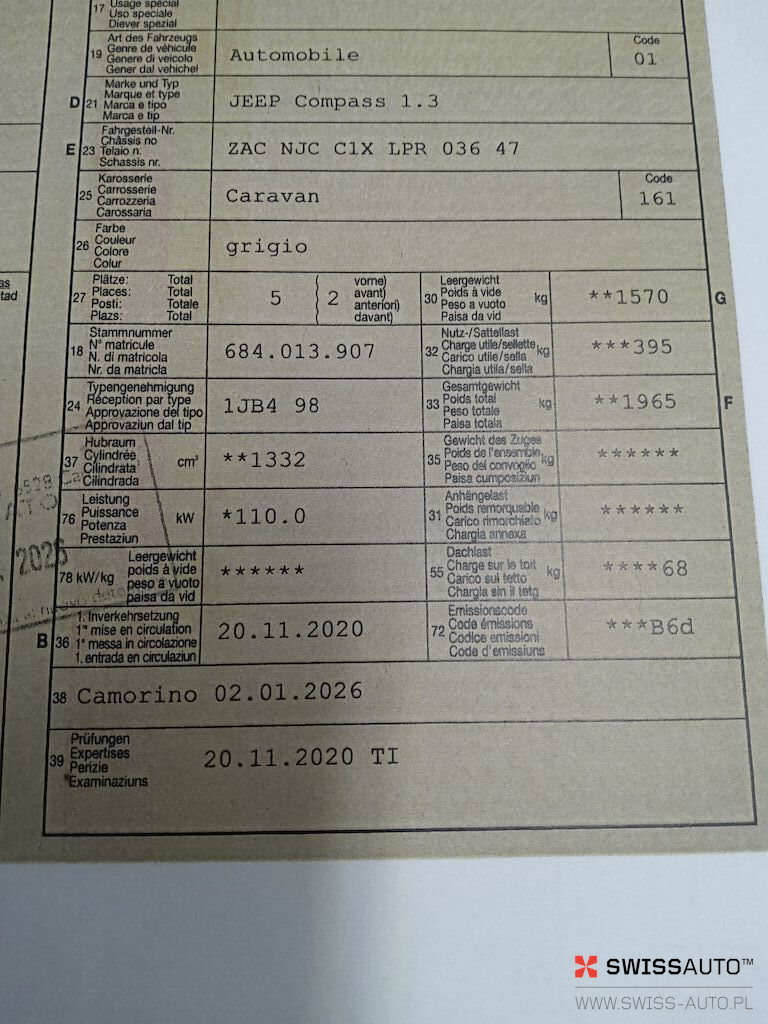 17 Usage spécial
Uso speciale
Diever spezial
19 Art des Fahrzeugs
Genre de véhicule
Genere di veicolo
Gener dal vehichel
Automobile
Code
01
D 21 Marke und Typ
Marque et type
Marca e tipo
Marca e tip
JEEP Compass 1.3
E 23 Fahrgestell-Nr.
Châssis no
Telaio n.
Schassis nr.
ZAC NJC C1X LPR 036 47
25 Karosserie
Carrosserie
Carrozzeria
Carossaria
Caravan
Code
161
26 Farbe
Couleur
Colore
Colur
grigio
27 Plätze: Total
Places: Total
Posti: Totale
Plazs: Total
5 ( 2 vorne)
avant)
anteriori)
davant)
30 Leergewicht
Poids à vide
Peso a vuoto
Paisa da vid
kg
**1570
G
18 Stammnummer
N° matricule
N. di matricola
Nr. da matricla
684.013.907
32 Nutz-/Sattellast
Charge utile/sellette
Carico utile/sella
Chargia utila/sella
kg
***395
24 Typengenehmigung
Réception par type
Approvazione del tipo
Approvaziun dal tip
1JB4 98
33 Gesamtgewicht
Poids total
Peso totale
Paisa totala
kg
**1965
F
37 Hubraum
Cylindrée
Cilindrata
Cilindrada
cm³
**1332
35 Gewicht des Zuges
Poids de l'ensemble
Peso del convoglio
Paisa cumposiziun
kg
******
76 Leistung
Puissance
Potenza
Prestaziun
kW
*110.0
31 Anhängelast
Poids remorquable
Carico rimorchiato
Chargia annexa
kg
******
78 kW/kg Leergewicht
poids à vide
peso a vuoto
paisa da vid
******
55 Dachlast
Charge sur le toit
Carico sul tetto
Chargia sin il tetg
kg
****68
B 36 1. Inverkehrsetzung
1re mise en circulation
1a messa in circolazione
1. entrada en circulaziun
20.11.2020
72 Emissionscode
Code émissions
Codice emissioni
Code d'emissiuns
***B6d
38 Camorino 02.01.2026
39 Prüfungen
Expertises
Perizie
*Examinaziuns
20.11.2020 TI
2026
SWISSAUTO™
WWW.SWISS-AUTO.PL